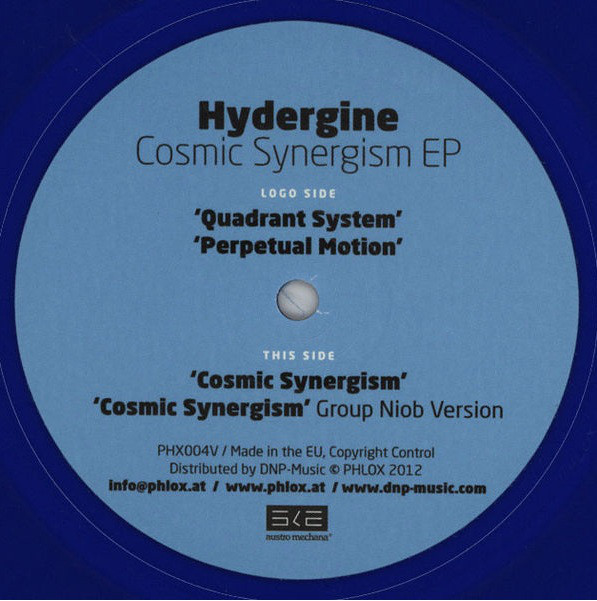 Hydergine
Cosmic Synergism EP
LOGO SIDE
'Quadrant System'
'Perpetual Motion'
THIS SIDE
'Cosmic Synergism'
'Cosmic Synergism' Group Niob Version
PHX004V / Made in the EU, Copyright Control
Distributed by DNP-Music © PHLOX 2012
info@phlox.at / www.phlox.at / www.dnp-music.com
SKE
austro mechana®